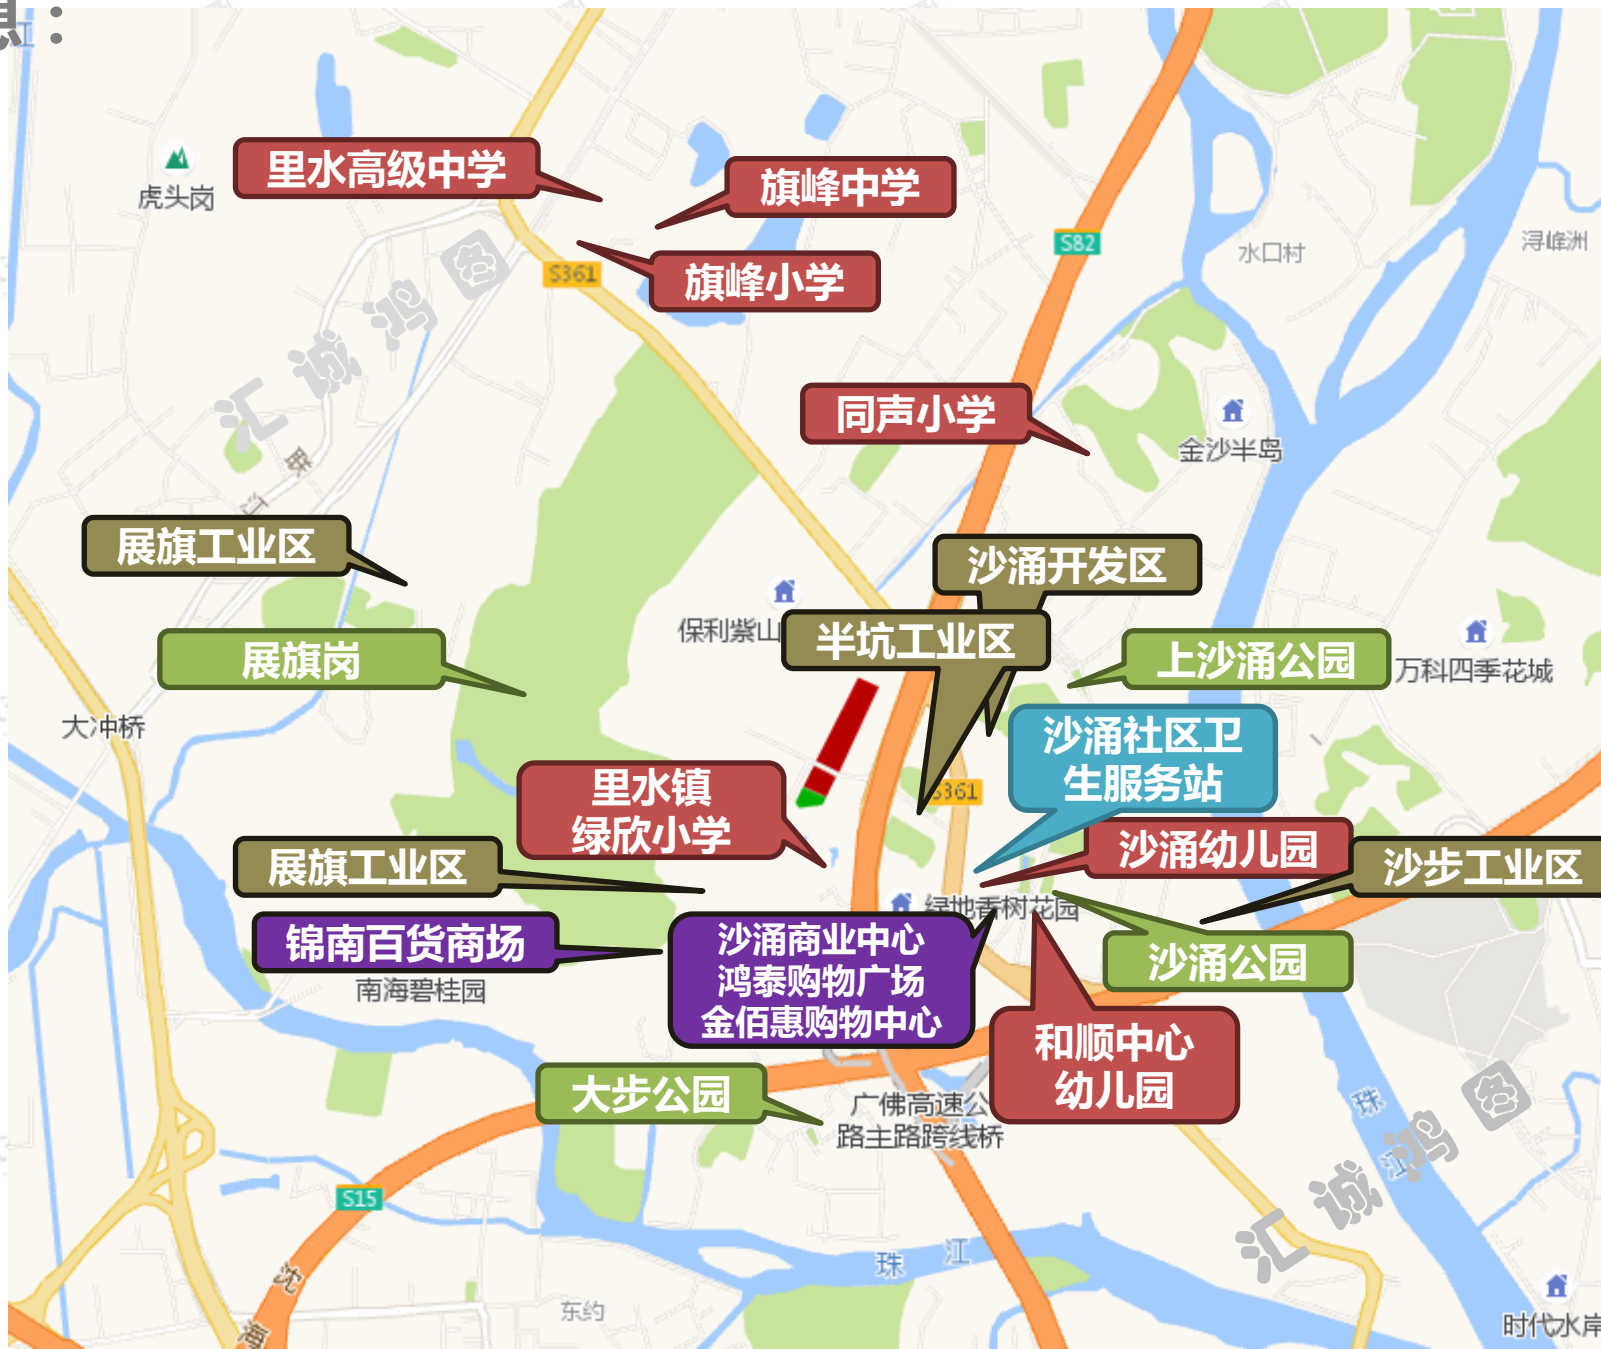 ：
虎头岗
里水高级中学
旗峰中学
旗峰小学
S361
S82
水口村
浔峰洲
汇诚鸿图
同声小学
金沙半岛
联
江
展旗工业区
沙涌开发区
保利紫山
半坑工业区
展旗岗
上沙涌公园
万科四季花城
大冲桥
沙涌社区卫
生服务站
里水镇
绿欣小学
S361
沙涌幼儿园
沙步工业区
展旗工业区
绿地香树花园
锦南百货商场
沙涌商业中心
鸿泰购物广场
金佰惠购物中心
沙涌公园
南海碧桂园
和顺中心
幼儿园
大步公园
广佛高速公
路主路跨线桥
珠
江
汇诚鸿图
S15
珠江
沈
海
东约
时代水岸